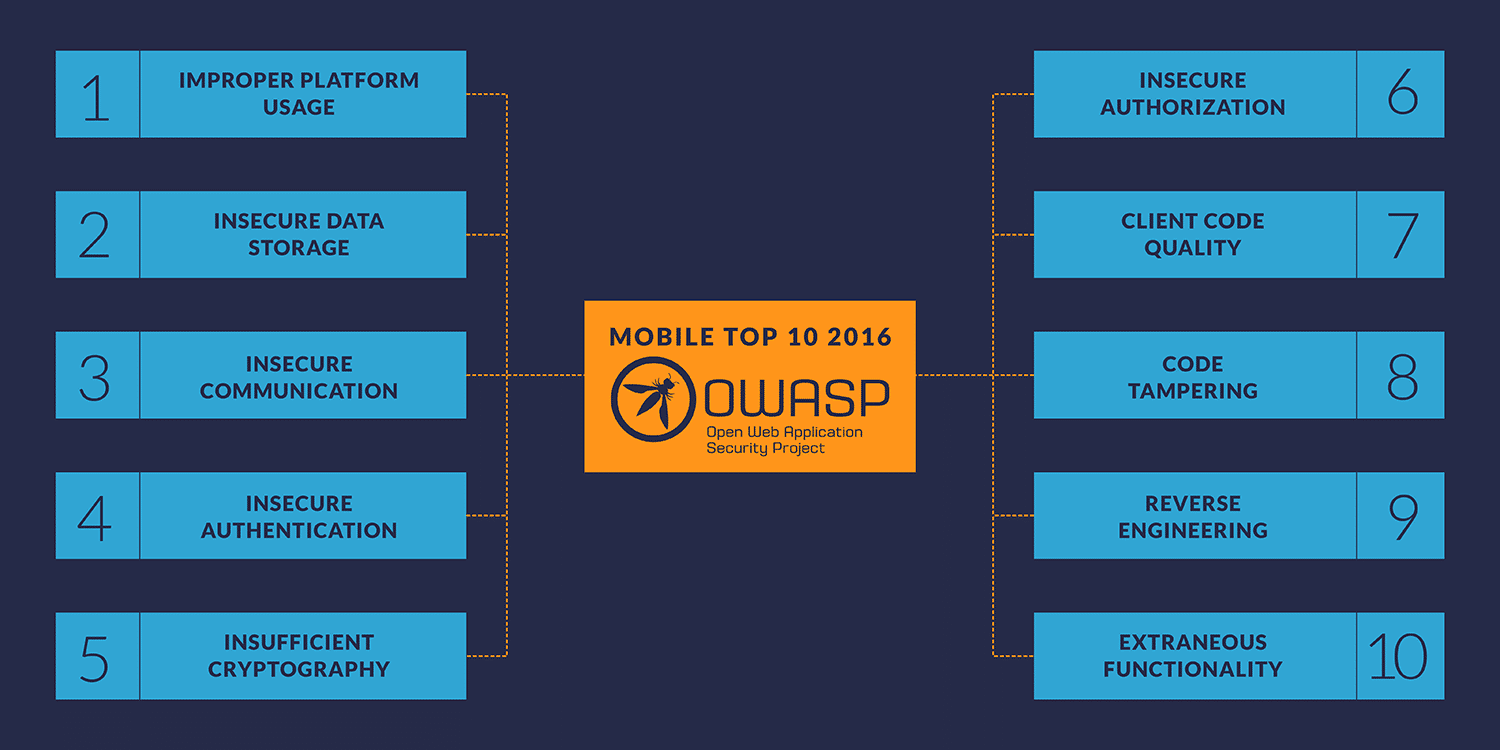 1
IMPROPER PLATFORM
USAGE
2
INSECURE DATA
STORAGE
3
INSECURE
COMMUNICATION
4
INSECURE
AUTHENTICATION
5
INSUFFICIENT
CRYPTOGRAPHY
MOBILE TOP 10 2016
OWASP
Open Web Application
Security Project
INSECURE
AUTHORIZATION
6
CLIENT CODE
QUALITY
7
CODE
TAMPERING
8
REVERSE
ENGINEERING
9
EXTRANEOUS
FUNCTIONALITY
10